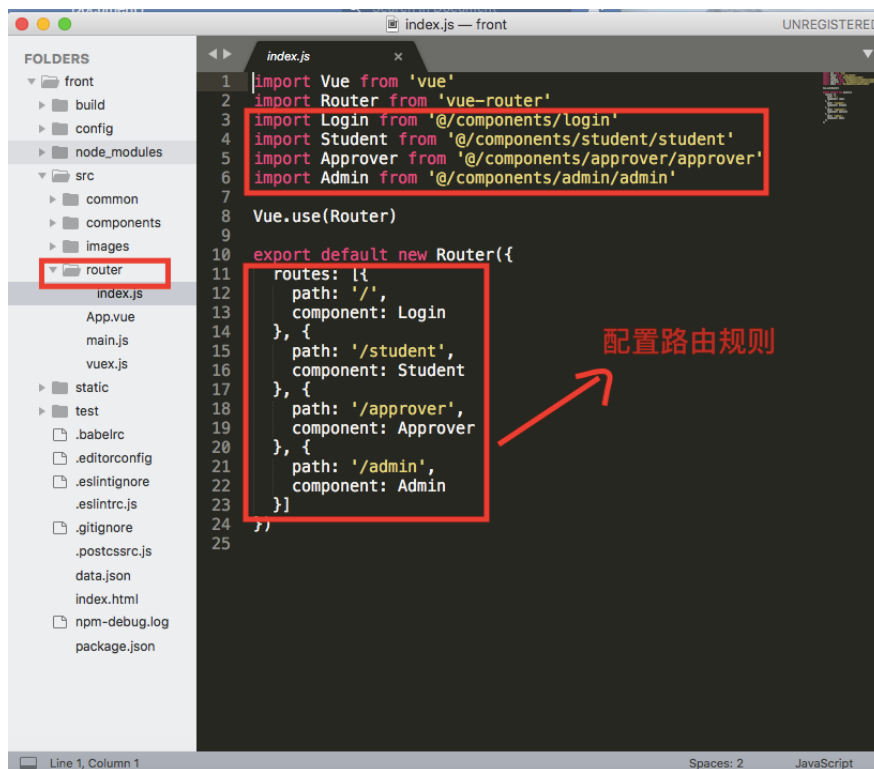 index.js — front
UNREGISTERED
FOLDERS
front
build
config
node_modules
src
common
components
images
router
index.js
App.vue
main.js
vuex.js
static
test
.babelrc
.editorconfig
.eslintignore
.eslintrc.js
.gitignore
.postcssrc.js
data.json
index.html
npm-debug.log
package.json
index.js
1 import Vue from 'vue'
2 import Router from 'vue-router'
3 import Login from '@/components/login'
4 import Student from '@/components/student/student'
5 import Approver from '@/components/approver/approver'
6 import Admin from '@/components/admin/admin'
7
8 Vue.use(Router)
9
10 export default new Router({
11 routes: [{
12 path: '/',
13 component: Login
14 }, {
15 path: '/student',
16 component: Student
17 }, {
18 path: '/approver',
19 component: Approver
20 }, {
21 path: '/admin',
22 component: Admin
23 }]
24 })
25
配置路由规则
Line 1, Column 1
Spaces: 2
JavaScript